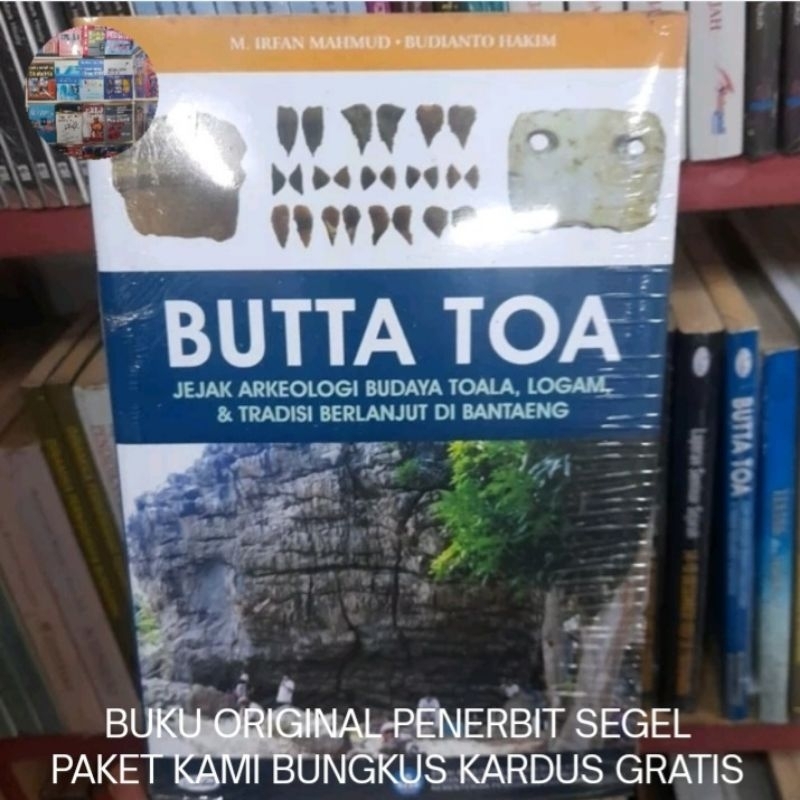 M. IRFAN MAHMUD • BUDIANTO HAKIM
BUTTA TOA
JEJAK ARKEOLOGI BUDAYA TOALA, LOGAM,
& TRADISI BERLANJUT DI BANTAENG
BUTTA TOA
BUKU ORIGINAL PENERBIT SEGEL
PAKET KAMI BUNGKUS KARDUS GRATIS